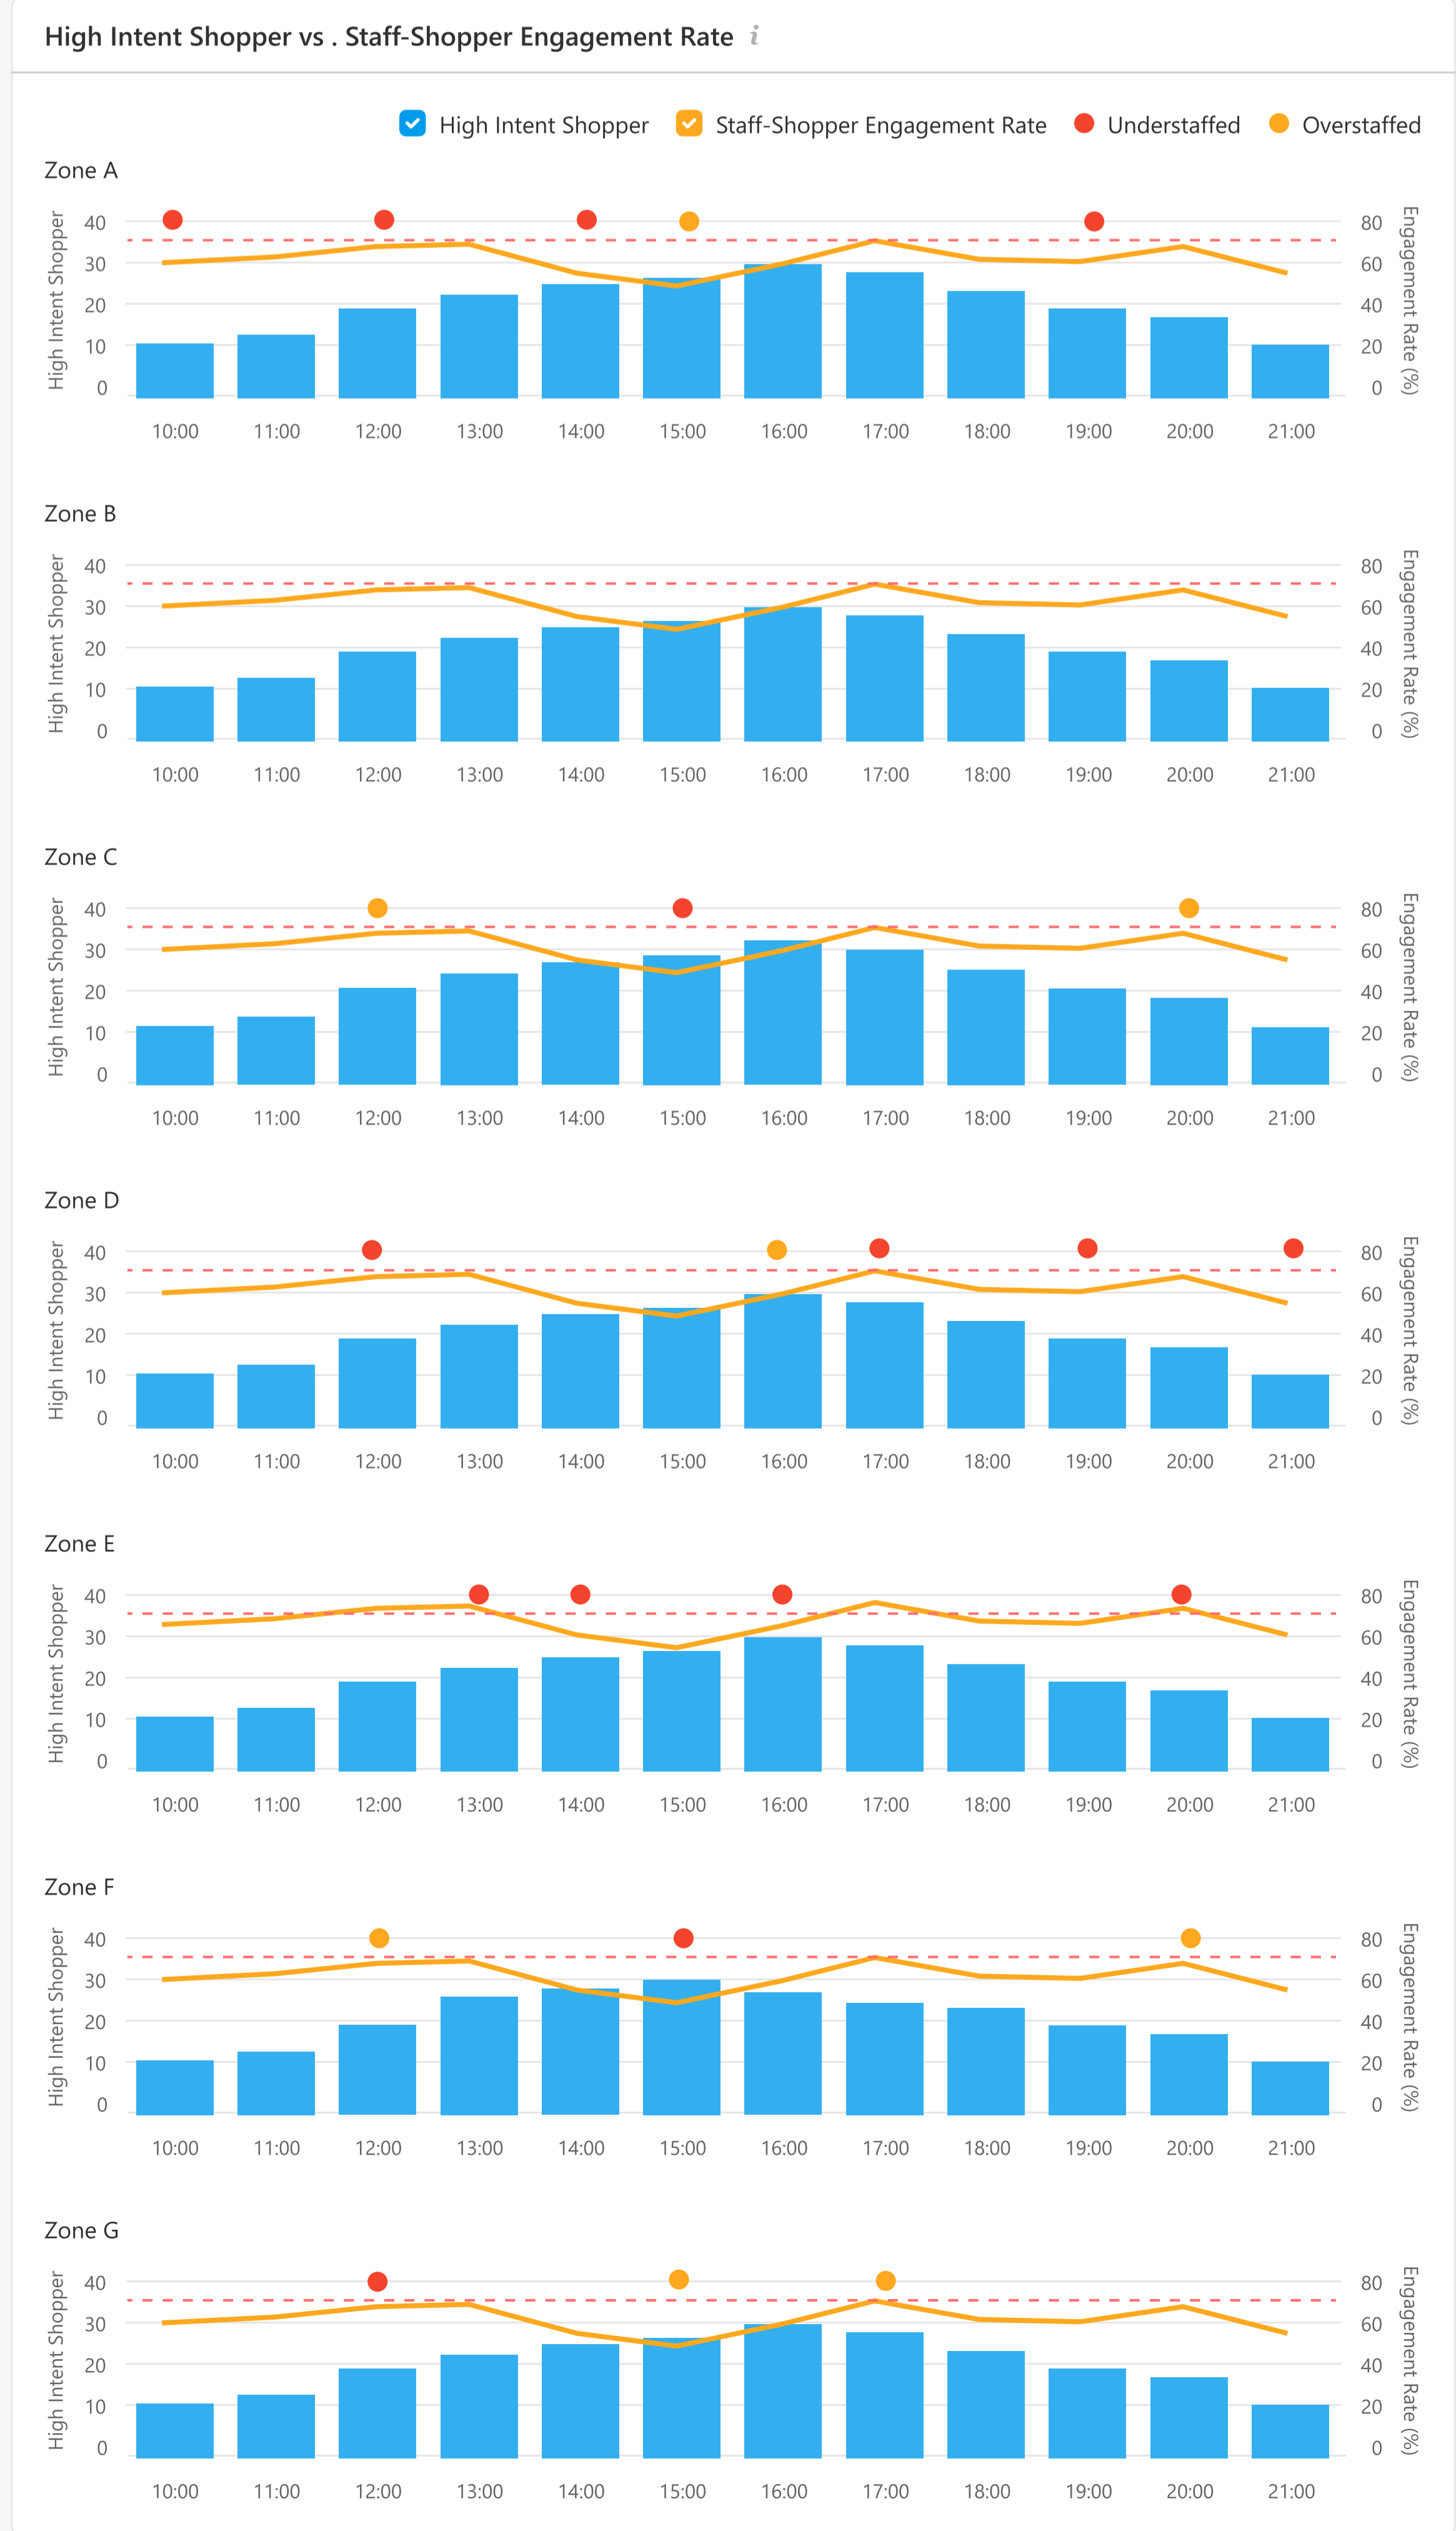 High Intent Shopper vs . Staff-Shopper Engagement Rate i
High Intent Shopper Staff-Shopper Engagement Rate Understaffed Overstaffed
Zone A
High Intent Shopper
40 30 20 10 0
80 60 40 20 0
Engagement Rate (%)
10:00 11:00 12:00 13:00 14:00 15:00 16:00 17:00 18:00 19:00 20:00 21:00
Zone B
High Intent Shopper
40 30 20 10 0
80 60 40 20 0
Engagement Rate (%)
10:00 11:00 12:00 13:00 14:00 15:00 16:00 17:00 18:00 19:00 20:00 21:00
Zone C
High Intent Shopper
40 30 20 10 0
80 60 40 20 0
Engagement Rate (%)
10:00 11:00 12:00 13:00 14:00 15:00 16:00 17:00 18:00 19:00 20:00 21:00
Zone D
High Intent Shopper
40 30 20 10 0
80 60 40 20 0
Engagement Rate (%)
10:00 11:00 12:00 13:00 14:00 15:00 16:00 17:00 18:00 19:00 20:00 21:00
Zone E
High Intent Shopper
40 30 20 10 0
80 60 40 20 0
Engagement Rate (%)
10:00 11:00 12:00 13:00 14:00 15:00 16:00 17:00 18:00 19:00 20:00 21:00
Zone F
High Intent Shopper
40 30 20 10 0
80 60 40 20 0
Engagement Rate (%)
10:00 11:00 12:00 13:00 14:00 15:00 16:00 17:00 18:00 19:00 20:00 21:00
Zone G
High Intent Shopper
40 30 20 10 0
80 60 40 20 0
Engagement Rate (%)
10:00 11:00 12:00 13:00 14:00 15:00 16:00 17:00 18:00 19:00 20:00 21:00